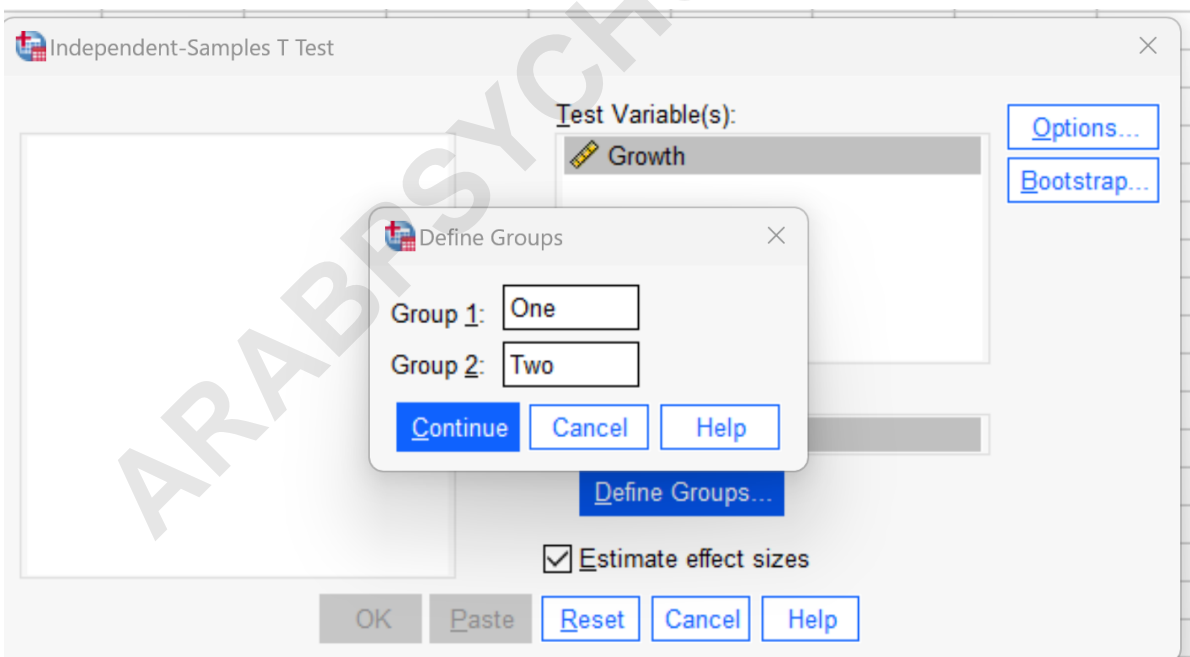 Independent-Samples T Test
Test Variable(s):
Growth
Options...
Bootstrap...
Define Groups
Group 1: One
Group 2: Two
Continue Cancel Help
Define Groups...
Estimate effect sizes
OK Paste Reset Cancel Help